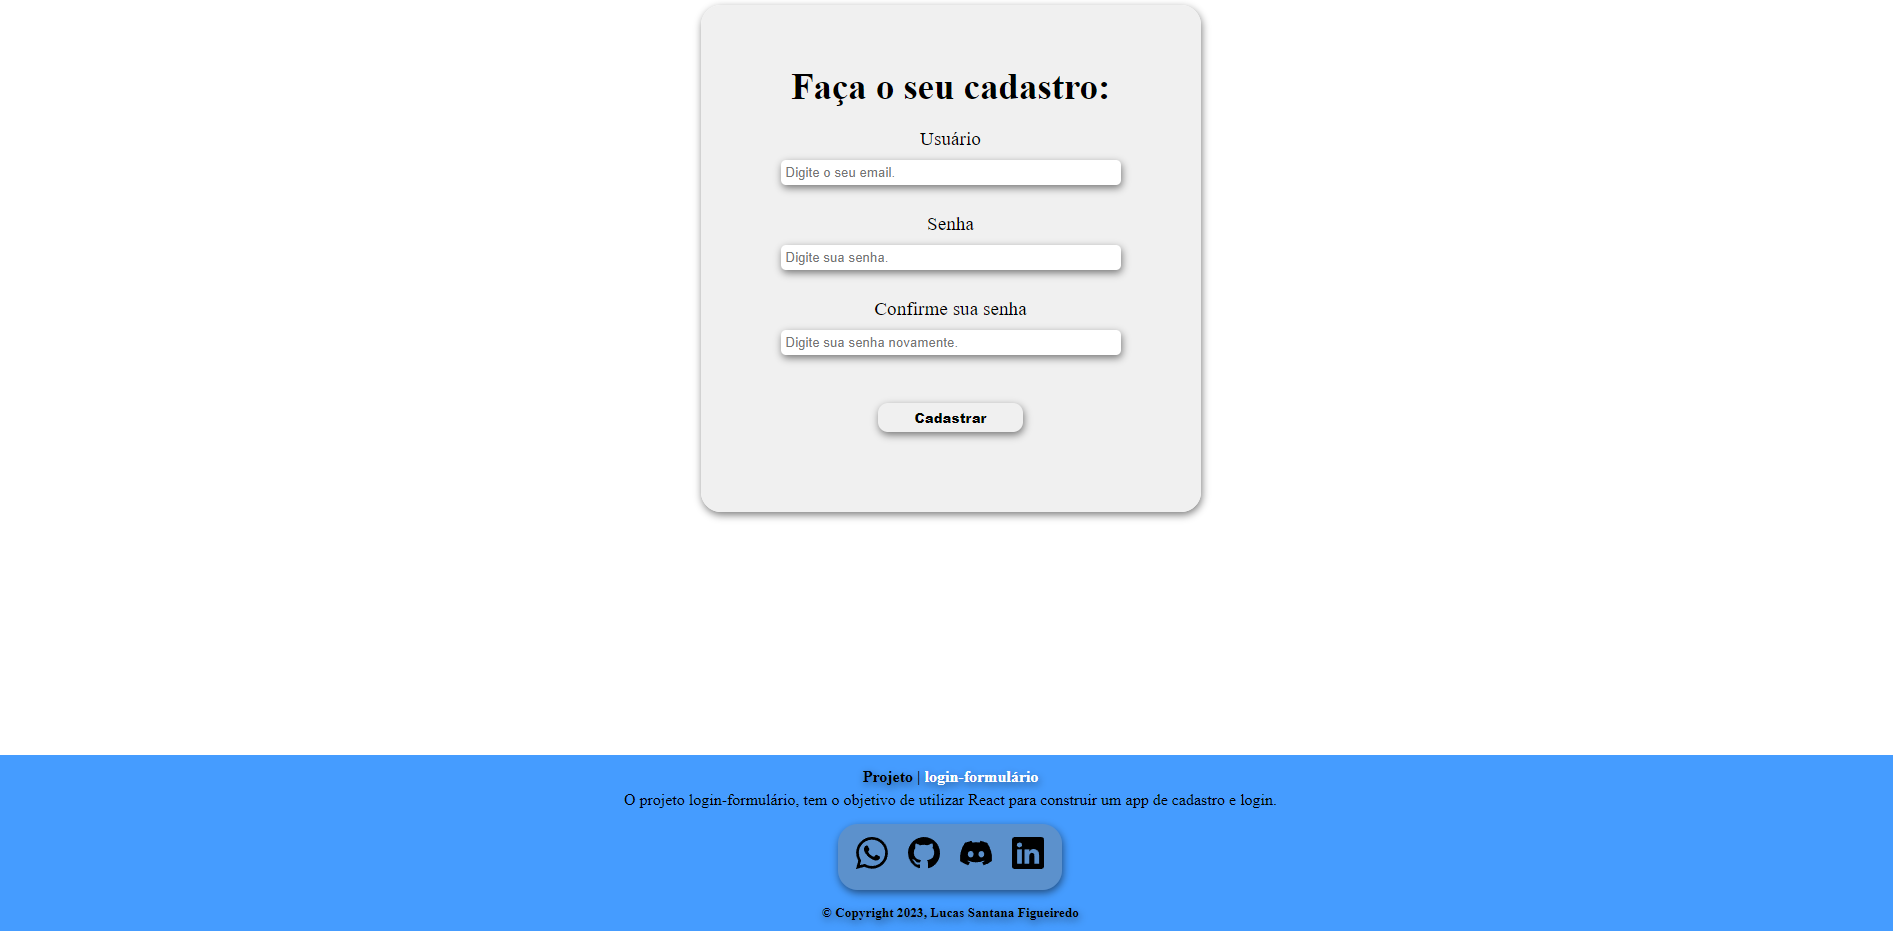 Faça o seu cadastro:
Usuário
Digite o seu email.
Senha
Digite sua senha.
Confirme sua senha
Digite sua senha novamente.
Cadastrar
Projeto | login-formulário
O projeto login-formulário, tem o objetivo de utilizar React para construir um app de cadastro e login.
in
© Copyright 2023, Lucas Santana Figueiredo